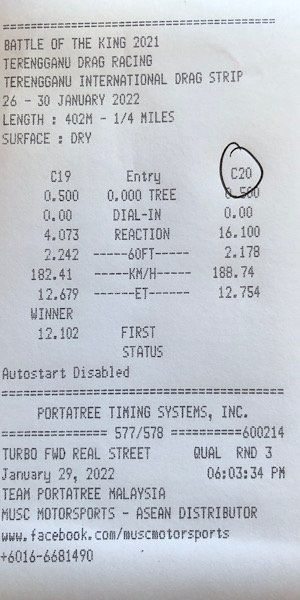 ================================
BATTLE OF THE KING 2021
TERENGGANU DRAG RACING
TERENGGANU INTERNATIONAL DRAG STRIP
26 - 30 JANUARY 2022
LENGTH : 402M - 1/4 MILES
SURFACE : DRY
C19 Entry C20
0.500 0.000 TREE 0.500
0.00 DIAL-IN 0.00
4.073 REACTION 16.100
2.242 ------60FT----- 2.178
182.41 -----KM/H------ 188.74
12.679 ------ET------- 12.754
WINNER
12.102 FIRST
STATUS
Autostart Disabled
================================
PORTATREE TIMING SYSTEMS, INC.
============== 577/578 ==========600214
TURBO FWD REAL STREET QUAL RND 3
January 29, 2022 06:03:34 PM
TEAM PORTATREE MALAYSIA
MUSC MOTORSPORTS - ASEAN DISTRIBUTOR
www.facebook.com/muscmotorsports
+6016-6681490